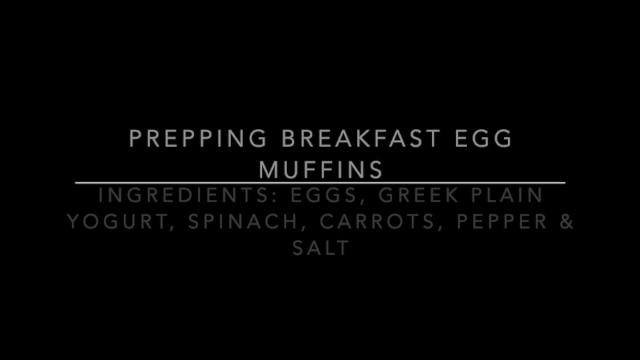 PREPPING BREAKFAST EGG
MUFFINS
INGREDIENTS: EGGS, GREEK PLAIN
YOGURT, SPINACH, CARROTS, PEPPER &
SALT